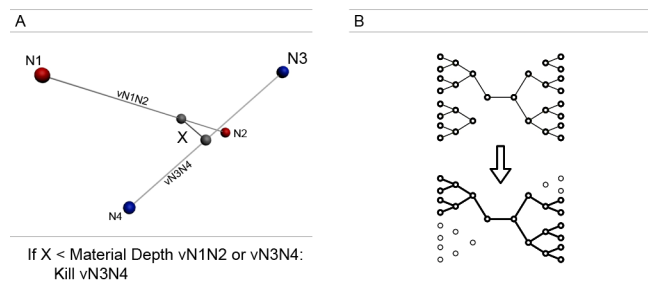 A
B
N1
N3
vN1N2
X
N2
vN3N4
N4
If X < Material Depth vN1N2 or vN3N4:
Kill vN3N4